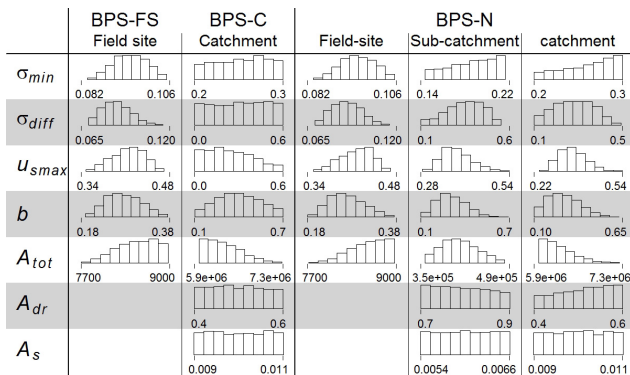 BPS-FS BPS-C BPS-N
Field site Catchment Field-site Sub-catchment catchment
σmin
0.082 0.106 0.2 0.3 0.082 0.106 0.14 0.22 0.2 0.3
σdiff
0.065 0.120 0.0 0.6 0.065 0.120 0.1 0.6 0.1 0.5
usmax
0.34 0.48 0.0 0.6 0.34 0.48 0.28 0.54 0.22 0.54
b
0.18 0.38 0.1 0.7 0.18 0.38 0.1 0.7 0.10 0.65
Atot
7700 9000 5.9e+06 7.3e+06 7700 9000 3.5e+05 4.9e+05 5.9e+06 7.3e+06
Adr
0.4 0.6 0.7 0.9 0.4 0.6
As
0.009 0.011 0.0054 0.0066 0.009 0.011